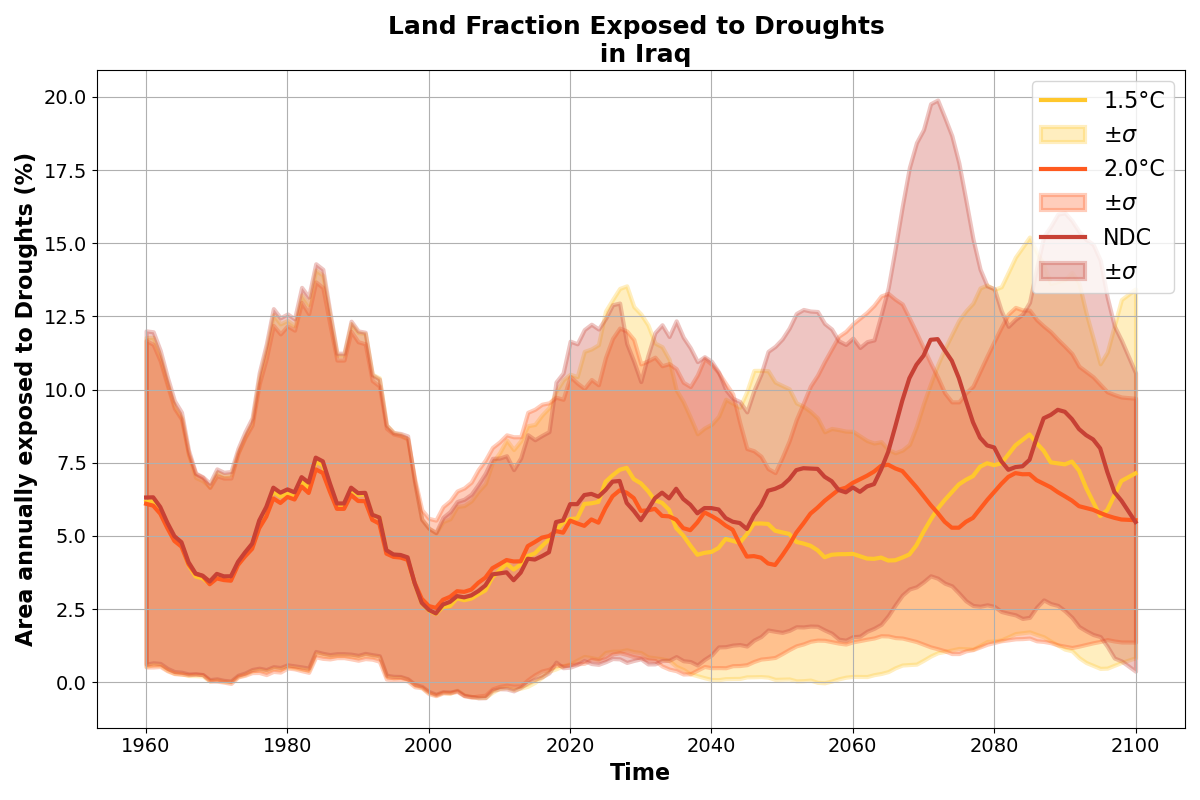 Land Fraction Exposed to Droughts
in Iraq
Area annually exposed to Droughts (%)
20.0
17.5
15.0
12.5
10.0
7.5
5.0
2.5
0.0
1.5°C
±σ
2.0°C
±σ
NDC
±σ
1960 1980 2000 2020 2040 2060 2080 2100
Time